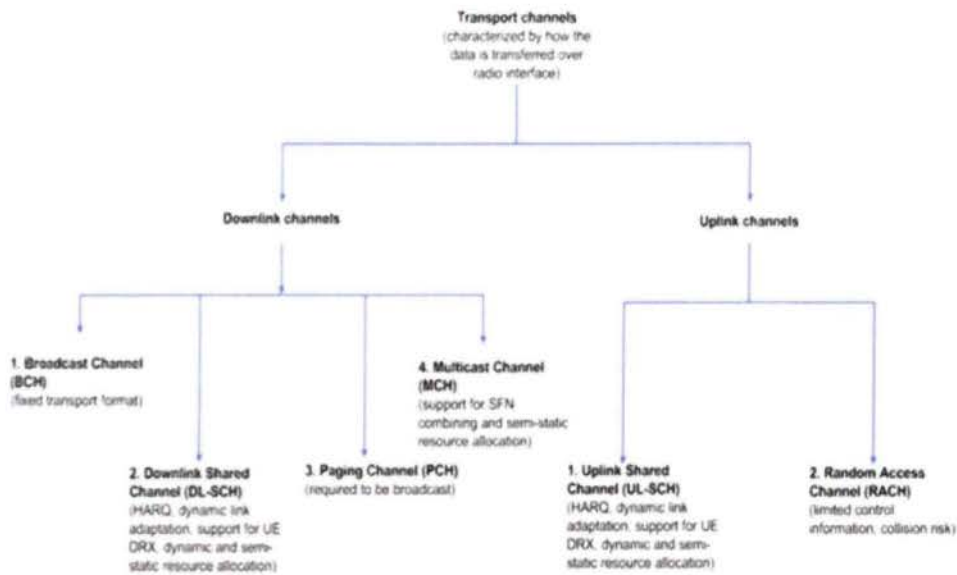 Transport channels
(characterized by how the
data is transferred over
radio interface)
Downlink channels
Uplink channels
1. Broadcast Channel
(BCH)
(fixed transport format)
2. Downlink Shared
Channel (DL-SCH)
(HARQ, dynamic link
adaptation, support for UE
DRX, dynamic and semi-
static resource allocation)
3. Paging Channel (PCH)
(required to be broadcast)
4. Multicast Channel
(MCH)
(support for SFN
combining and semi-static
resource allocation)
1. Uplink Shared
Channel (UL-SCH)
(HARQ, dynamic link
adaptation, support for UE
DRX, dynamic and semi-
static resource allocation)
2. Random Access
Channel (RACH)
(limited control
information, collision risk)